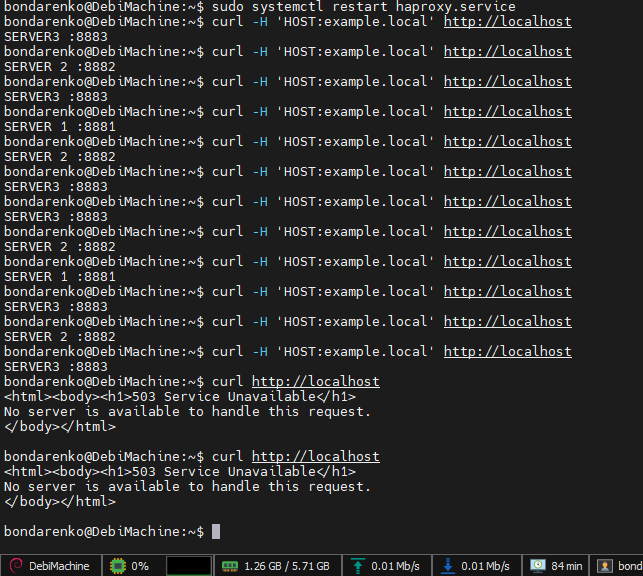 bondarenko@DebiMachine:~$ sudo systemctl restart haproxy.service
bondarenko@DebiMachine:~$ curl -H 'HOST:example.local' http://localhost
SERVER3 :8883
bondarenko@DebiMachine:~$ curl -H 'HOST:example.local' http://localhost
SERVER 2 :8882
bondarenko@DebiMachine:~$ curl -H 'HOST:example.local' http://localhost
SERVER3 :8883
bondarenko@DebiMachine:~$ curl -H 'HOST:example.local' http://localhost
SERVER 1 :8881
bondarenko@DebiMachine:~$ curl -H 'HOST:example.local' http://localhost
SERVER 2 :8882
bondarenko@DebiMachine:~$ curl -H 'HOST:example.local' http://localhost
SERVER3 :8883
bondarenko@DebiMachine:~$ curl -H 'HOST:example.local' http://localhost
SERVER3 :8883
bondarenko@DebiMachine:~$ curl -H 'HOST:example.local' http://localhost
SERVER 2 :8882
bondarenko@DebiMachine:~$ curl -H 'HOST:example.local' http://localhost
SERVER 1 :8881
bondarenko@DebiMachine:~$ curl -H 'HOST:example.local' http://localhost
SERVER3 :8883
bondarenko@DebiMachine:~$ curl -H 'HOST:example.local' http://localhost
SERVER 2 :8882
bondarenko@DebiMachine:~$ curl -H 'HOST:example.local' http://localhost
SERVER3 :8883
bondarenko@DebiMachine:~$ curl http://localhost
<html><body><h1>503 Service Unavailable</h1>
No server is available to handle this request.
</body></html>
bondarenko@DebiMachine:~$ curl http://localhost
<html><body><h1>503 Service Unavailable</h1>
No server is available to handle this request.
</body></html>
bondarenko@DebiMachine:~$
DebiMachine 0% 1.26 GB / 5.71 GB 0.01 Mb/s 0.01 Mb/s 84 min bond